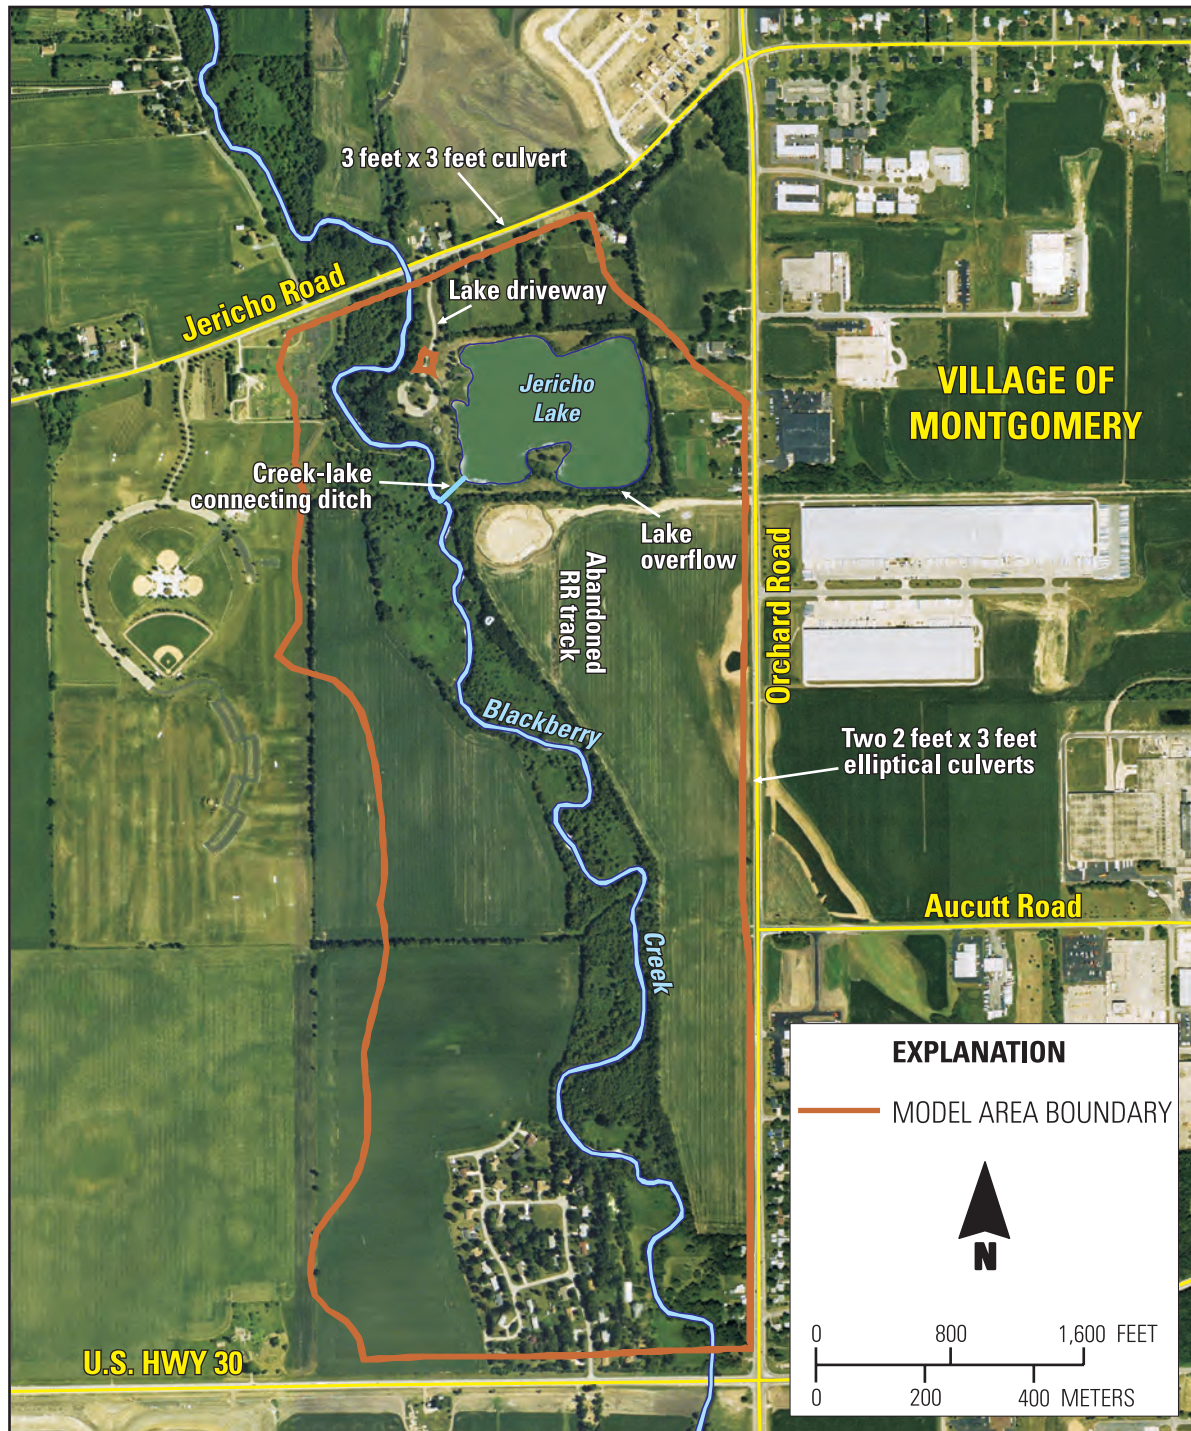 3 feet x 3 feet culvert
Jericho Road
Lake driveway
Jericho
Lake
VILLAGE OF
MONTGOMERY
Creek-lake
connecting ditch
Lake
overflow
Abandoned
RR track
Orchard Road
Blackberry
Two 2 feet x 3 feet
elliptical culverts
Aucutt Road
Creek
EXPLANATION
MODEL AREA BOUNDARY
N
0 800 1,600 FEET
0 200 400 METERS
U.S. HWY 30